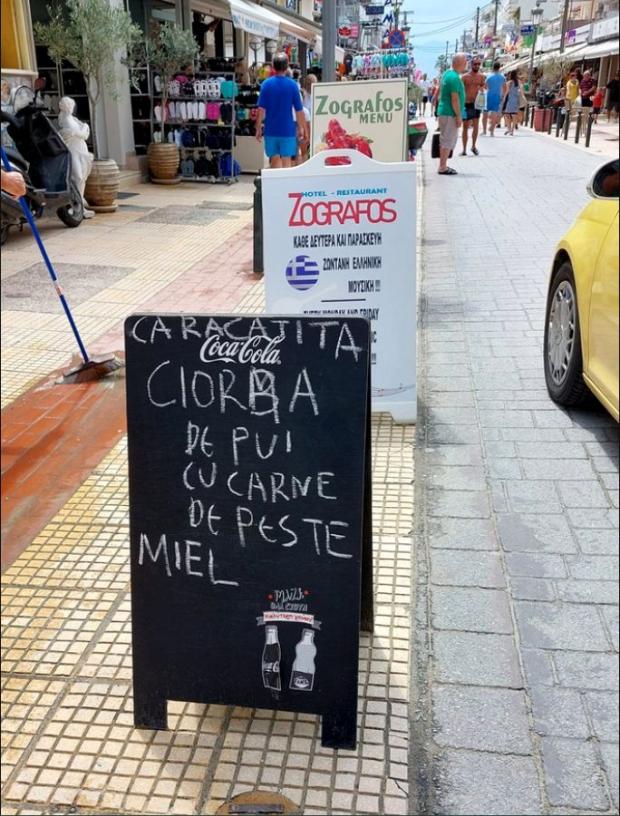 ZOGRAFOS
MENU
HOTEL - RESTAURANT
ZOGRAFOS
ΚΑΘΕ ΔΕΥΤΕΡΑ ΚΑΙ ΠΑΡΑΣΚΕΥΗ
ΖΩΝΤΑΝΗ ΕΛΛΗΝΙΚΗ
ΜΟΥΣΙΚΗ !!!
CARACATITA
Coca-Cola
CIORBA
DE PUI
CU CARNE
DE PESTE
MIEL